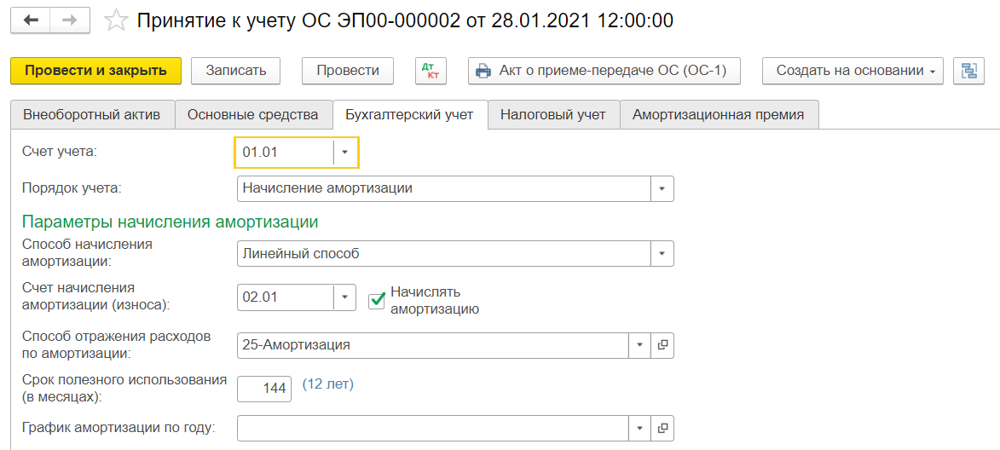 Принятие к учету ОС ЭП00-000002 от 28.01.2021 12:00:00
Провести и закрыть Записать Провести Дт Кт Акт о приеме-передаче ОС (ОС-1) Создать на основании
Внеоборотный актив Основные средства Бухгалтерский учет Налоговый учет Амортизационная премия
Счет учета: 01.01
Порядок учета: Начисление амортизации
Параметры начисления амортизации
Способ начисления
амортизации: Линейный способ
Счет начисления
амортизации (износа): 02.01 Начислять
амортизацию
Способ отражения расходов
по амортизации: 25-Амортизация
Срок полезного использования
(в месяцах): 144 (12 лет)
График амортизации по году: